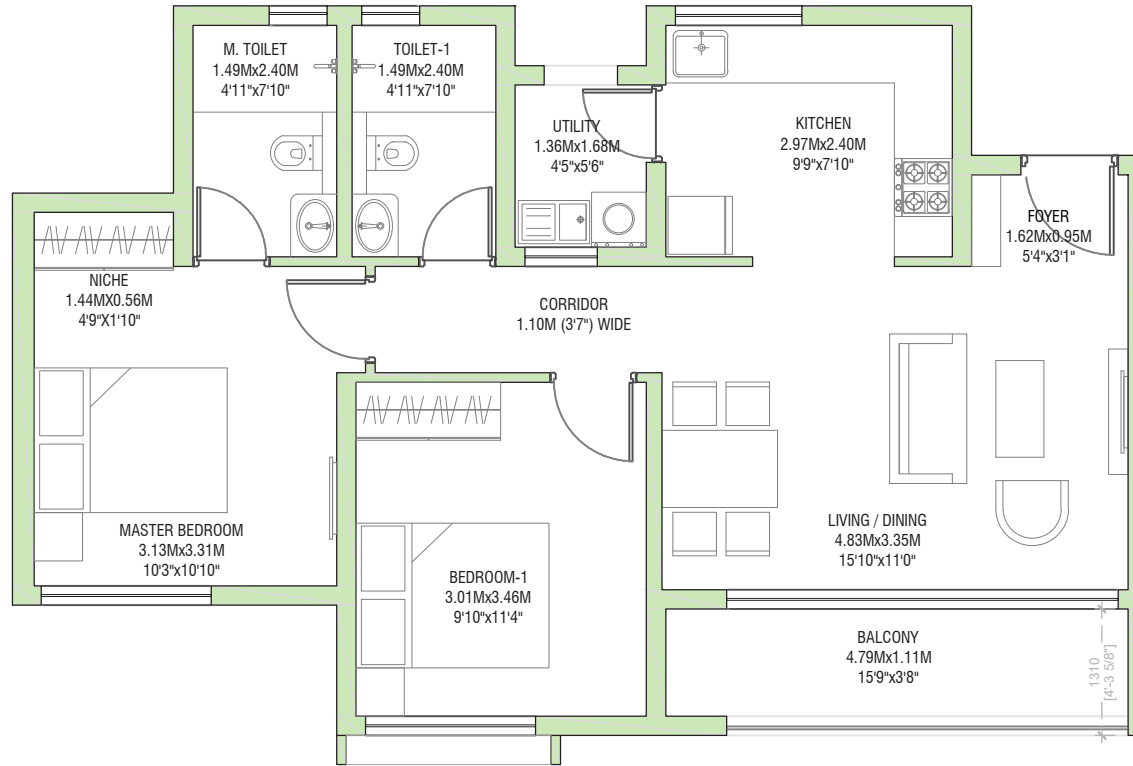 M. TOILET
1.49Mx2.40M
4'11"x7'10"
TOILET-1
1.49Mx2.40M
4'11"x7'10"
UTILITY
1.36Mx1.68M
4'5"x5'6"
KITCHEN
2.97Mx2.40M
9'9"x7'10"
FOYER
1.62Mx0.95M
5'4"x3'1"
NICHE
1.44MX0.56M
4'9"X1'10"
CORRIDOR
1.10M (3'7") WIDE
MASTER BEDROOM
3.13Mx3.31M
10'3"x10'10"
BEDROOM-1
3.01Mx3.46M
9'10"x11'4"
LIVING / DINING
4.83Mx3.35M
15'10"x11'0"
BALCONY
4.79Mx1.11M
15'9"x3'8"
1310
[4'-3 5/8"]